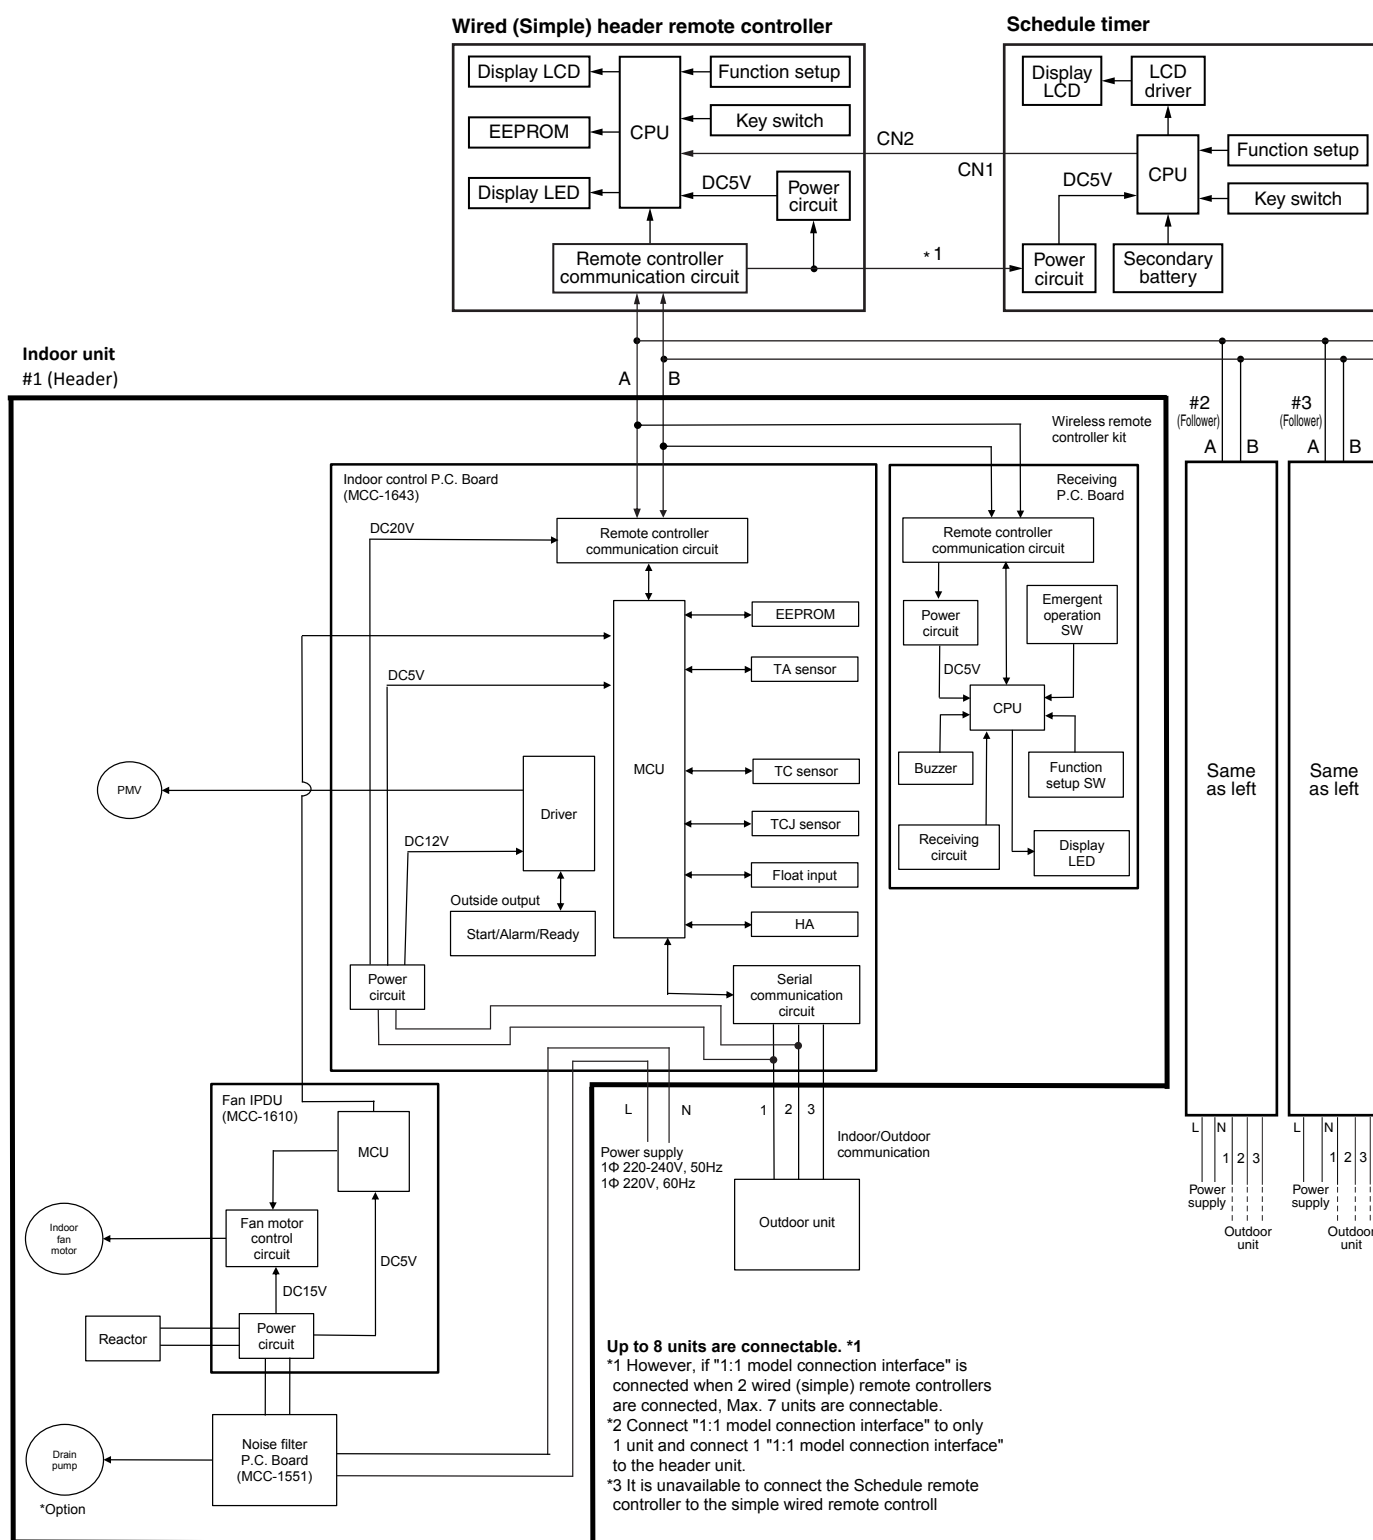 Wired (Simple) header remote controller
Schedule timer
Display LCD
CPU
Function setup
EEPROM
Key switch
Display LED
DC5V
Power
circuit
Remote controller
communication circuit
CN2
CN1
*1
Display
LCD
LCD
driver
CPU
Function setup
DC5V
Key switch
Power
circuit
Secondary
battery
Indoor unit
#1 (Header)
A
B
#2
(Follower)
A
B
#3
(Follower)
A
B
Wireless remote
controller kit
Indoor control P.C. Board
(MCC-1643)
Receiving
P.C. Board
DC20V
Remote controller
communication circuit
EEPROM
TA sensor
DC5V
MCU
TC sensor
TCJ sensor
Float input
HA
PMV
Driver
DC12V
Outside output
Start/Alarm/Ready
Power
circuit
Serial
communication
circuit
Remote controller
communication circuit
Power
circuit
Emergent
operation
SW
DC5V
CPU
Buzzer
Function
setup SW
Receiving
circuit
Display
LED
Same
as left
Same
as left
Fan IPDU
(MCC-1610)
MCU
Indoor
fan
motor
Fan motor
control
circuit
DC5V
DC15V
Reactor
Power
circuit
Drain
pump
*Option
Noise filter
P.C. Board
(MCC-1551)
L
N
Power supply
1Φ 220-240V, 50Hz
1Φ 220V, 60Hz
1
2
3
Indoor/Outdoor
communication
Outdoor unit
L
N
1
2
3
Power
supply
Outdoor
unit
L
N
1
2
3
Power
supply
Outdoor
unit
Up to 8 units are connectable. *1
*1 However, if "1:1 model connection interface" is
connected when 2 wired (simple) remote controllers
are connected, Max. 7 units are connectable.
*2 Connect "1:1 model connection interface" to only
1 unit and connect 1 "1:1 model connection interface"
to the header unit.
*3 It is unavailable to connect the Schedule remote
controller to the simple wired remote controll